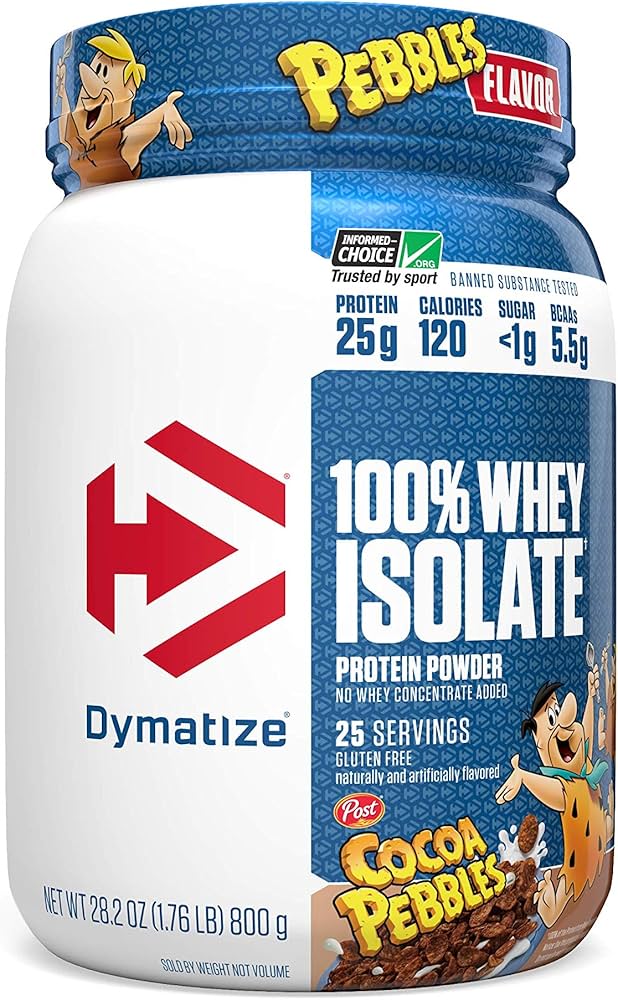 PEBBLES
FLAVOR
INFORMED-
CHOICE
.ORG
Trusted by sport BANNED SUBSTANCE TESTED
PROTEIN CALORIES SUGAR BCAAs
25g 120 <1g 5.5g
100% WHEY
ISOLATE‡
PROTEIN POWDER
NO WHEY CONCENTRATE ADDED
Dymatize®
25 SERVINGS
GLUTEN FREE
naturally and artificially flavored
Post
COCOA
PEBBLES
NET WT 28.2 OZ (1.76 LB) 800 g
SOLD BY WEIGHT NOT VOLUME